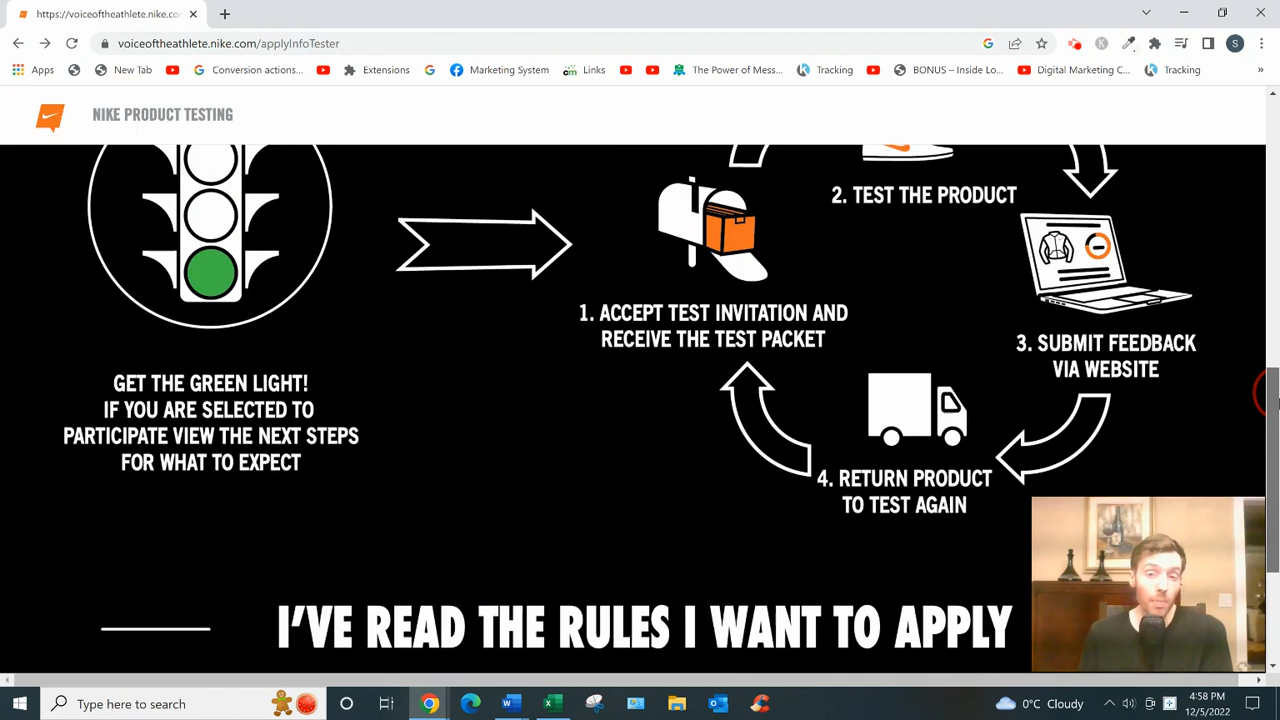 https://voiceoftheathlete.nike.co
voiceoftheathlete.nike.com/applyInfoTester
S
Apps
New Tab
Conversion actions...
Extensions
Marketing System
Links
The Power of Mess...
Tracking
BONUS – Inside Lo...
Digital Marketing C...
Tracking
»
NIKE PRODUCT TESTING
2. TEST THE PRODUCT
1. ACCEPT TEST INVITATION AND
RECEIVE THE TEST PACKET
3. SUBMIT FEEDBACK
VIA WEBSITE
GET THE GREEN LIGHT!
IF YOU ARE SELECTED TO
PARTICIPATE VIEW THE NEXT STEPS
FOR WHAT TO EXPECT
4. RETURN PRODUCT
TO TEST AGAIN
I'VE READ THE RULES I WANT TO APPLY
Type here to search
0°C Cloudy
4:58 PM
12/5/2022